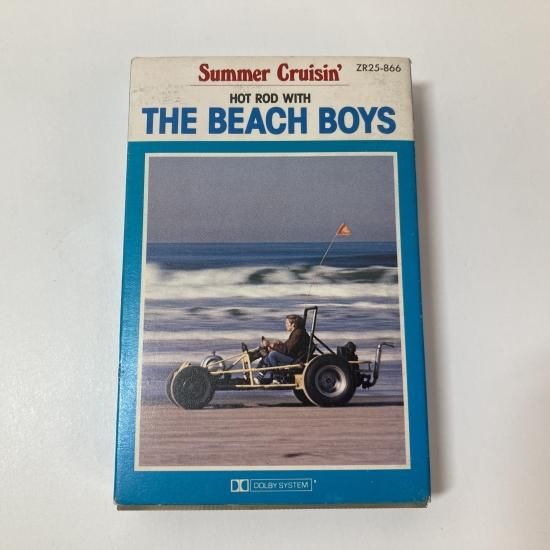 Summer Cruisin'
ZR25-866
HOT ROD WITH
THE BEACH BOYS
DOLBY SYSTEM